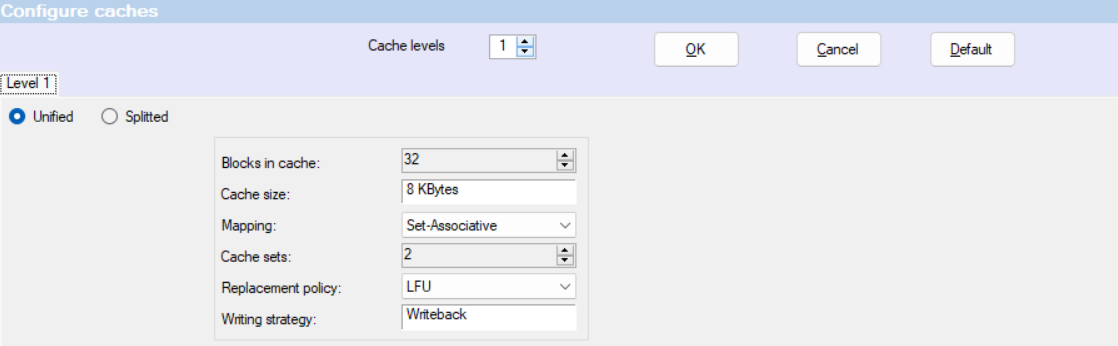 Configure caches
Cache levels 1 OK Cancel Default
Level 1
Unified Splitted
Blocks in cache: 32
Cache size: 8 KBytes
Mapping: Set-Associative
Cache sets: 2
Replacement policy: LFU
Writing strategy: Writeback